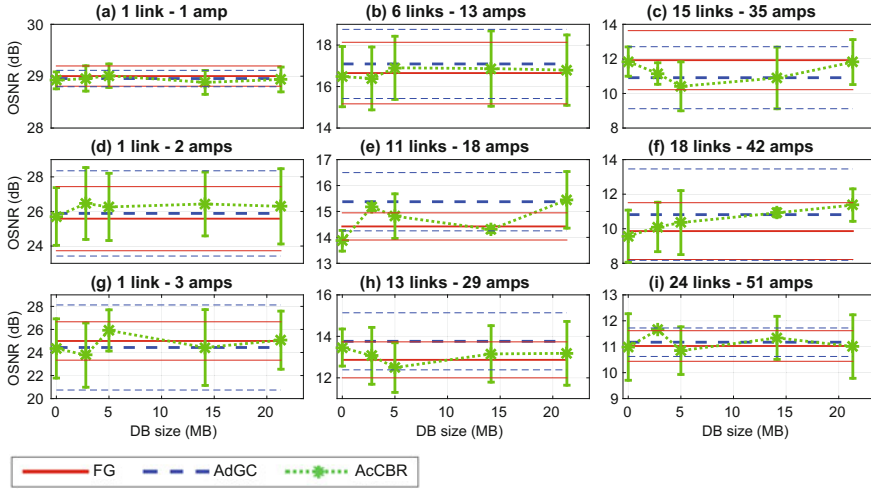 (a) 1 link - 1 amp
(b) 6 links - 13 amps
(c) 15 links - 35 amps
OSNR (dB)
30
29
28
18
16
14
14
12
10
8
(d) 1 link - 2 amps
(e) 11 links - 18 amps
(f) 18 links - 42 amps
OSNR (dB)
28
26
24
17
16
15
14
13
14
12
10
8
(g) 1 link - 3 amps
(h) 13 links - 29 amps
(i) 24 links - 51 amps
OSNR (dB)
28
26
24
22
20
16
14
12
13
12
11
10
9
0 5 10 15 20
0 5 10 15 20
0 5 10 15 20
DB size (MB)
DB size (MB)
DB size (MB)
FG
AdGC
AcCBR